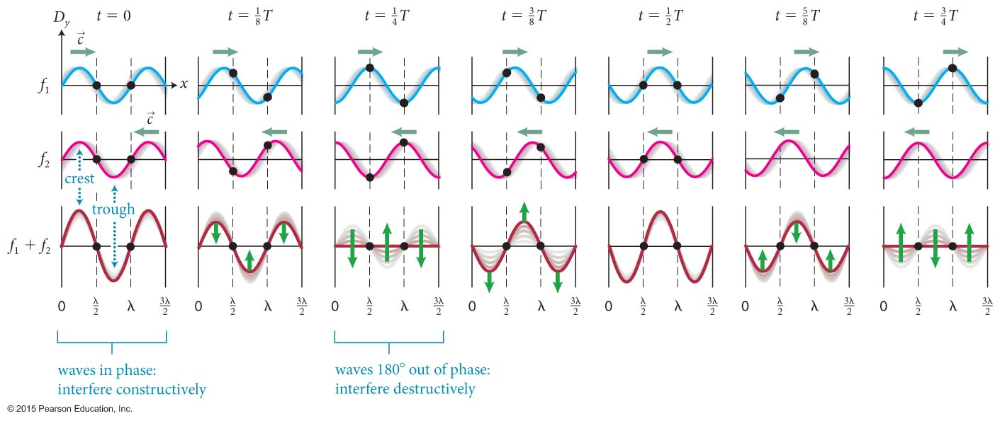 D_y t = 0 t = 1/8 T t = 1/4 T t = 3/8 T t = 1/2 T t = 5/8 T t = 3/4 T
c⃗
f₁ x
c⃗
f₂
crest
trough
f₁ + f₂
0 λ/2 λ 3λ/2 0 λ/2 λ 3λ/2 0 λ/2 λ 3λ/2 0 λ/2 λ 3λ/2 0 λ/2 λ 3λ/2 0 λ/2 λ 3λ/2 0 λ/2 λ 3λ/2
waves in phase:
interfere constructively
waves 180° out of phase:
interfere destructively
© 2015 Pearson Education, Inc.